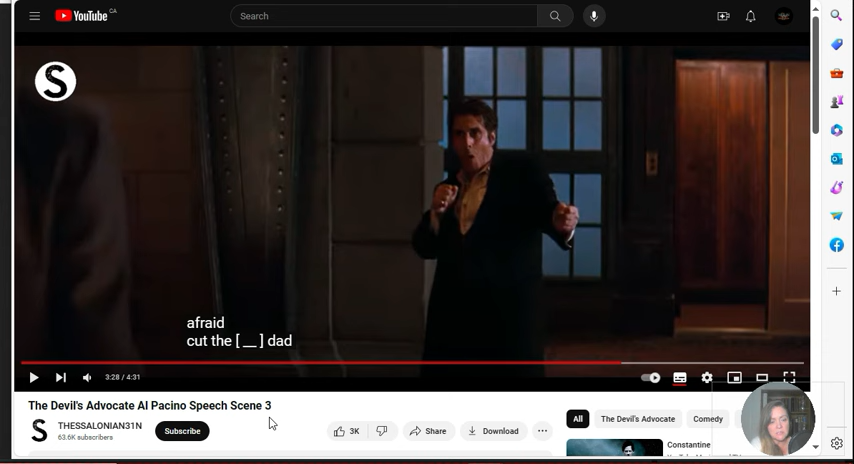 YouTube CA
Search
S
afraid
cut the [ __ ] dad
3:28 / 4:31
The Devil's Advocate Al Pacino Speech Scene 3
S
THESSALONIAN31N
63.6K subscribers
Subscribe
3K
Share
Download
All
The Devil's Advocate
Comedy
Constantine